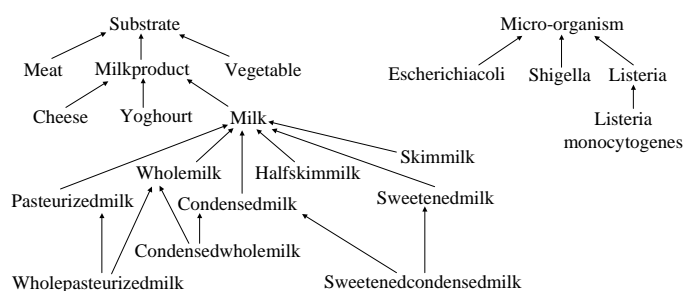 Substrate
Micro-organism
Meat
Milkproduct
Vegetable
Escherichiacoli
Shigella
Listeria
Cheese
Yoghourt
Milk
Listeria
monocytogenes
Skimmilk
Wholemilk
Halfskimmilk
Pasteurizedmilk
Condensedmilk
Sweetenedmilk
Condensedwholemilk
Wholepasteurizedmilk
Sweetenedcondensedmilk